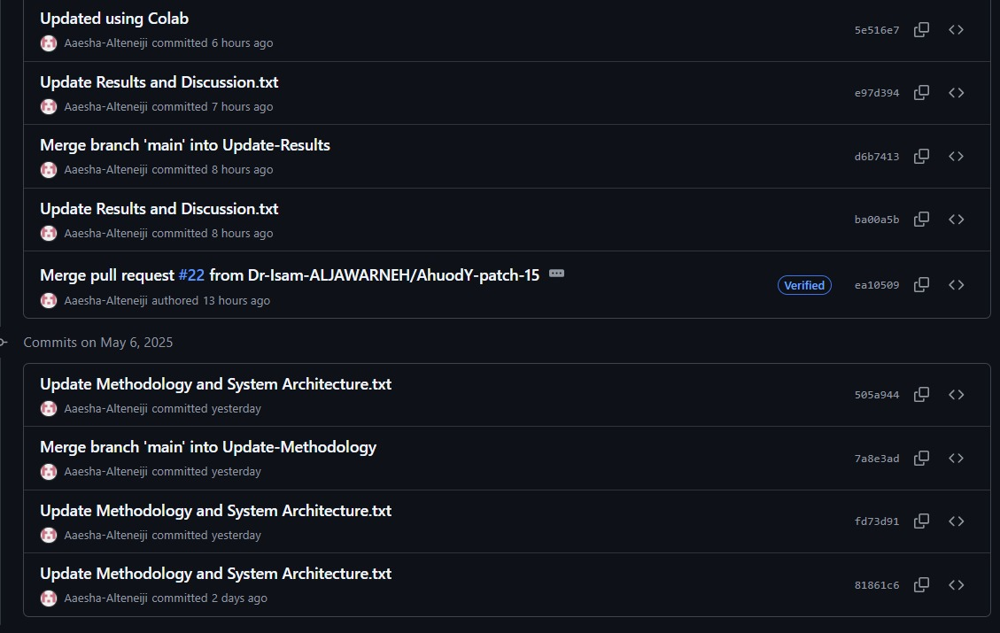 Updated using Colab
Aaesha-Alteneiji committed 6 hours ago
5e516e7
Update Results and Discussion.txt
Aaesha-Alteneiji committed 7 hours ago
e97d394
Merge branch 'main' into Update-Results
Aaesha-Alteneiji committed 8 hours ago
d6b7413
Update Results and Discussion.txt
Aaesha-Alteneiji committed 8 hours ago
ba00a5b
Merge pull request #22 from Dr-Isam-ALJAWARNEH/AhuodY-patch-15
Aaesha-Alteneiji authored 13 hours ago
Verified
ea10509
Commits on May 6, 2025
Update Methodology and System Architecture.txt
Aaesha-Alteneiji committed yesterday
505a944
Merge branch 'main' into Update-Methodology
Aaesha-Alteneiji committed yesterday
7a8e3ad
Update Methodology and System Architecture.txt
Aaesha-Alteneiji committed yesterday
fd73d91
Update Methodology and System Architecture.txt
Aaesha-Alteneiji committed 2 days ago
81861c6